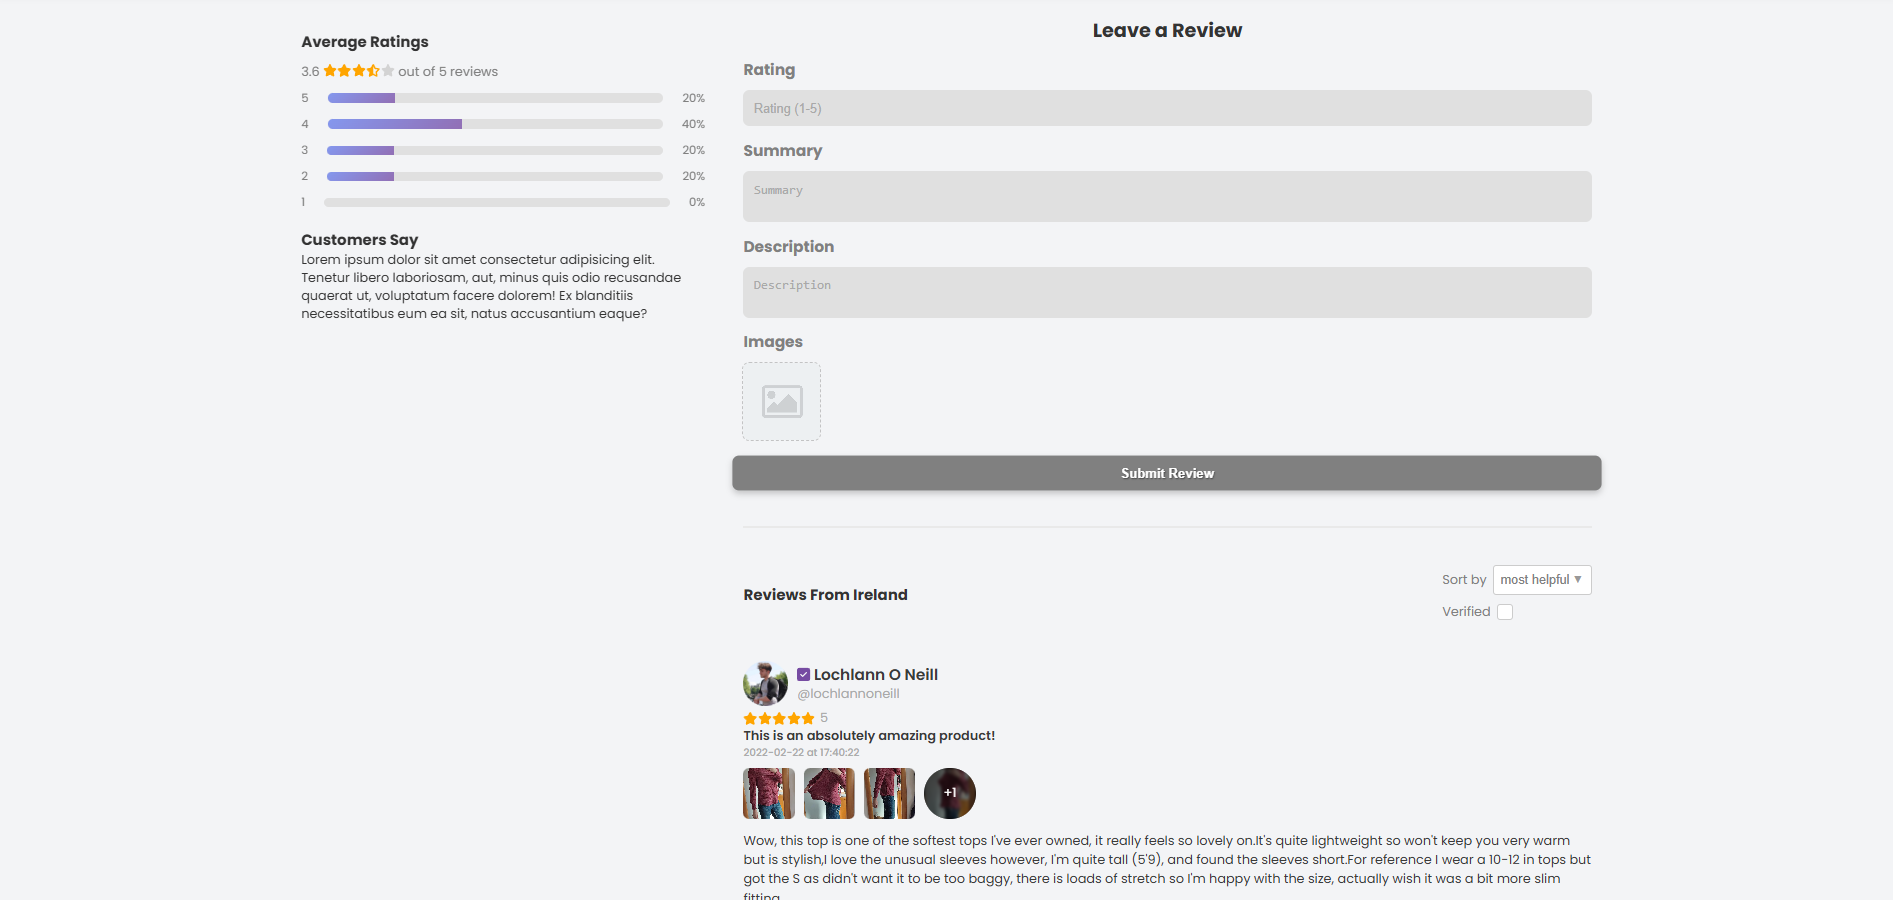 Average Ratings
3.6 out of 5 reviews
5 20%
4 40%
3 20%
2 20%
1 0%
Customers Say
Lorem ipsum dolor sit amet consectetur adipisicing elit.
Tenetur libero laboriosam, aut, minus quis odio recusandae
quaerat ut, voluptatum facere dolorem! Ex blanditiis
necessitatibus eum ea sit, natus accusantium eaque?
Leave a Review
Rating
Rating (1-5)
Summary
Summary
Description
Description
Images
Submit Review
Reviews From Ireland
Sort by most helpful ▼
Verified
Lochlann O Neill
@lochlannoneill
5
This is an absolutely amazing product!
2022-02-22 at 17:40:22
+1
Wow, this top is one of the softest tops I've ever owned, it really feels so lovely on.It's quite lightweight so won't keep you very warm
but is stylish,I love the unusual sleeves however, I'm quite tall (5'9), and found the sleeves short.For reference I wear a 10-12 in tops but
got the S as didn't want it to be too baggy, there is loads of stretch so I'm happy with the size, actually wish it was a bit more slim
fitting